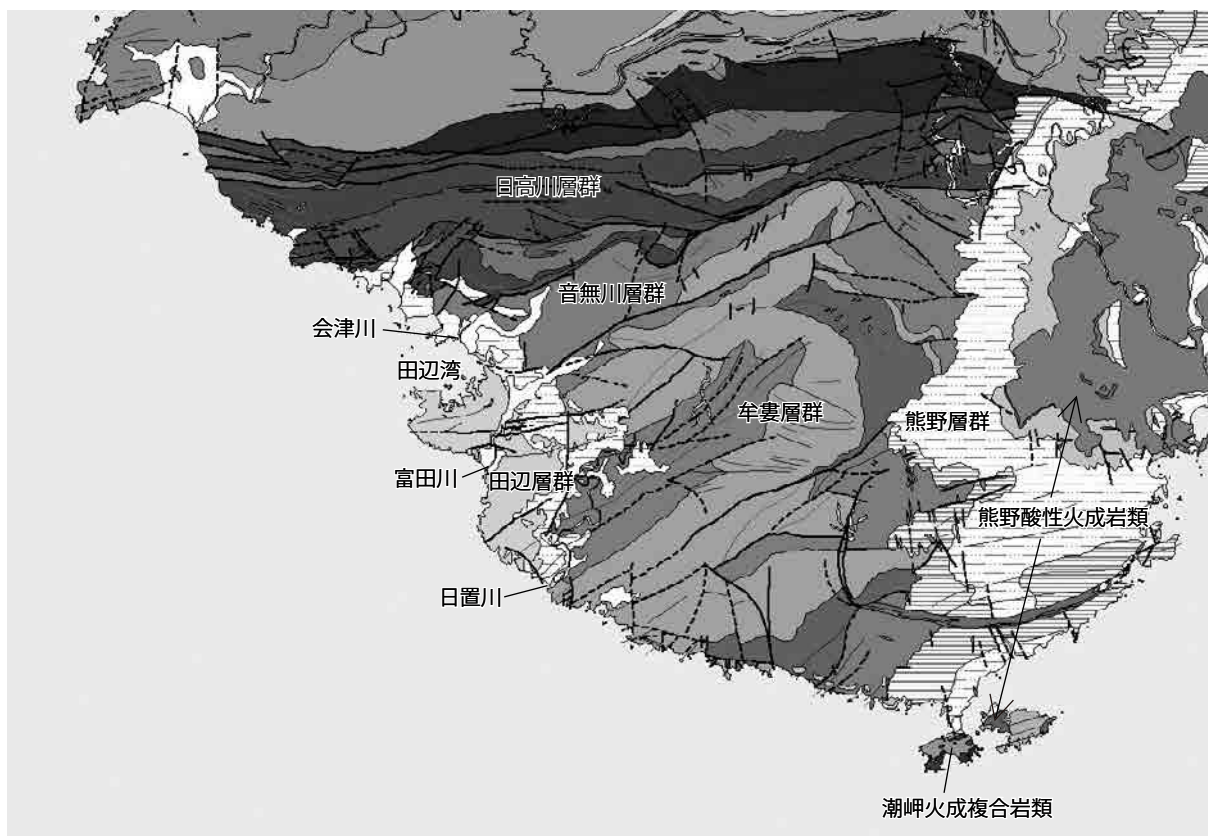 日高川層群
音無川層群
会津川
田辺湾
牟婁層群
熊野層群
富田川
田辺層群
熊野酸性火成岩類
日置川
潮岬火成複合岩類